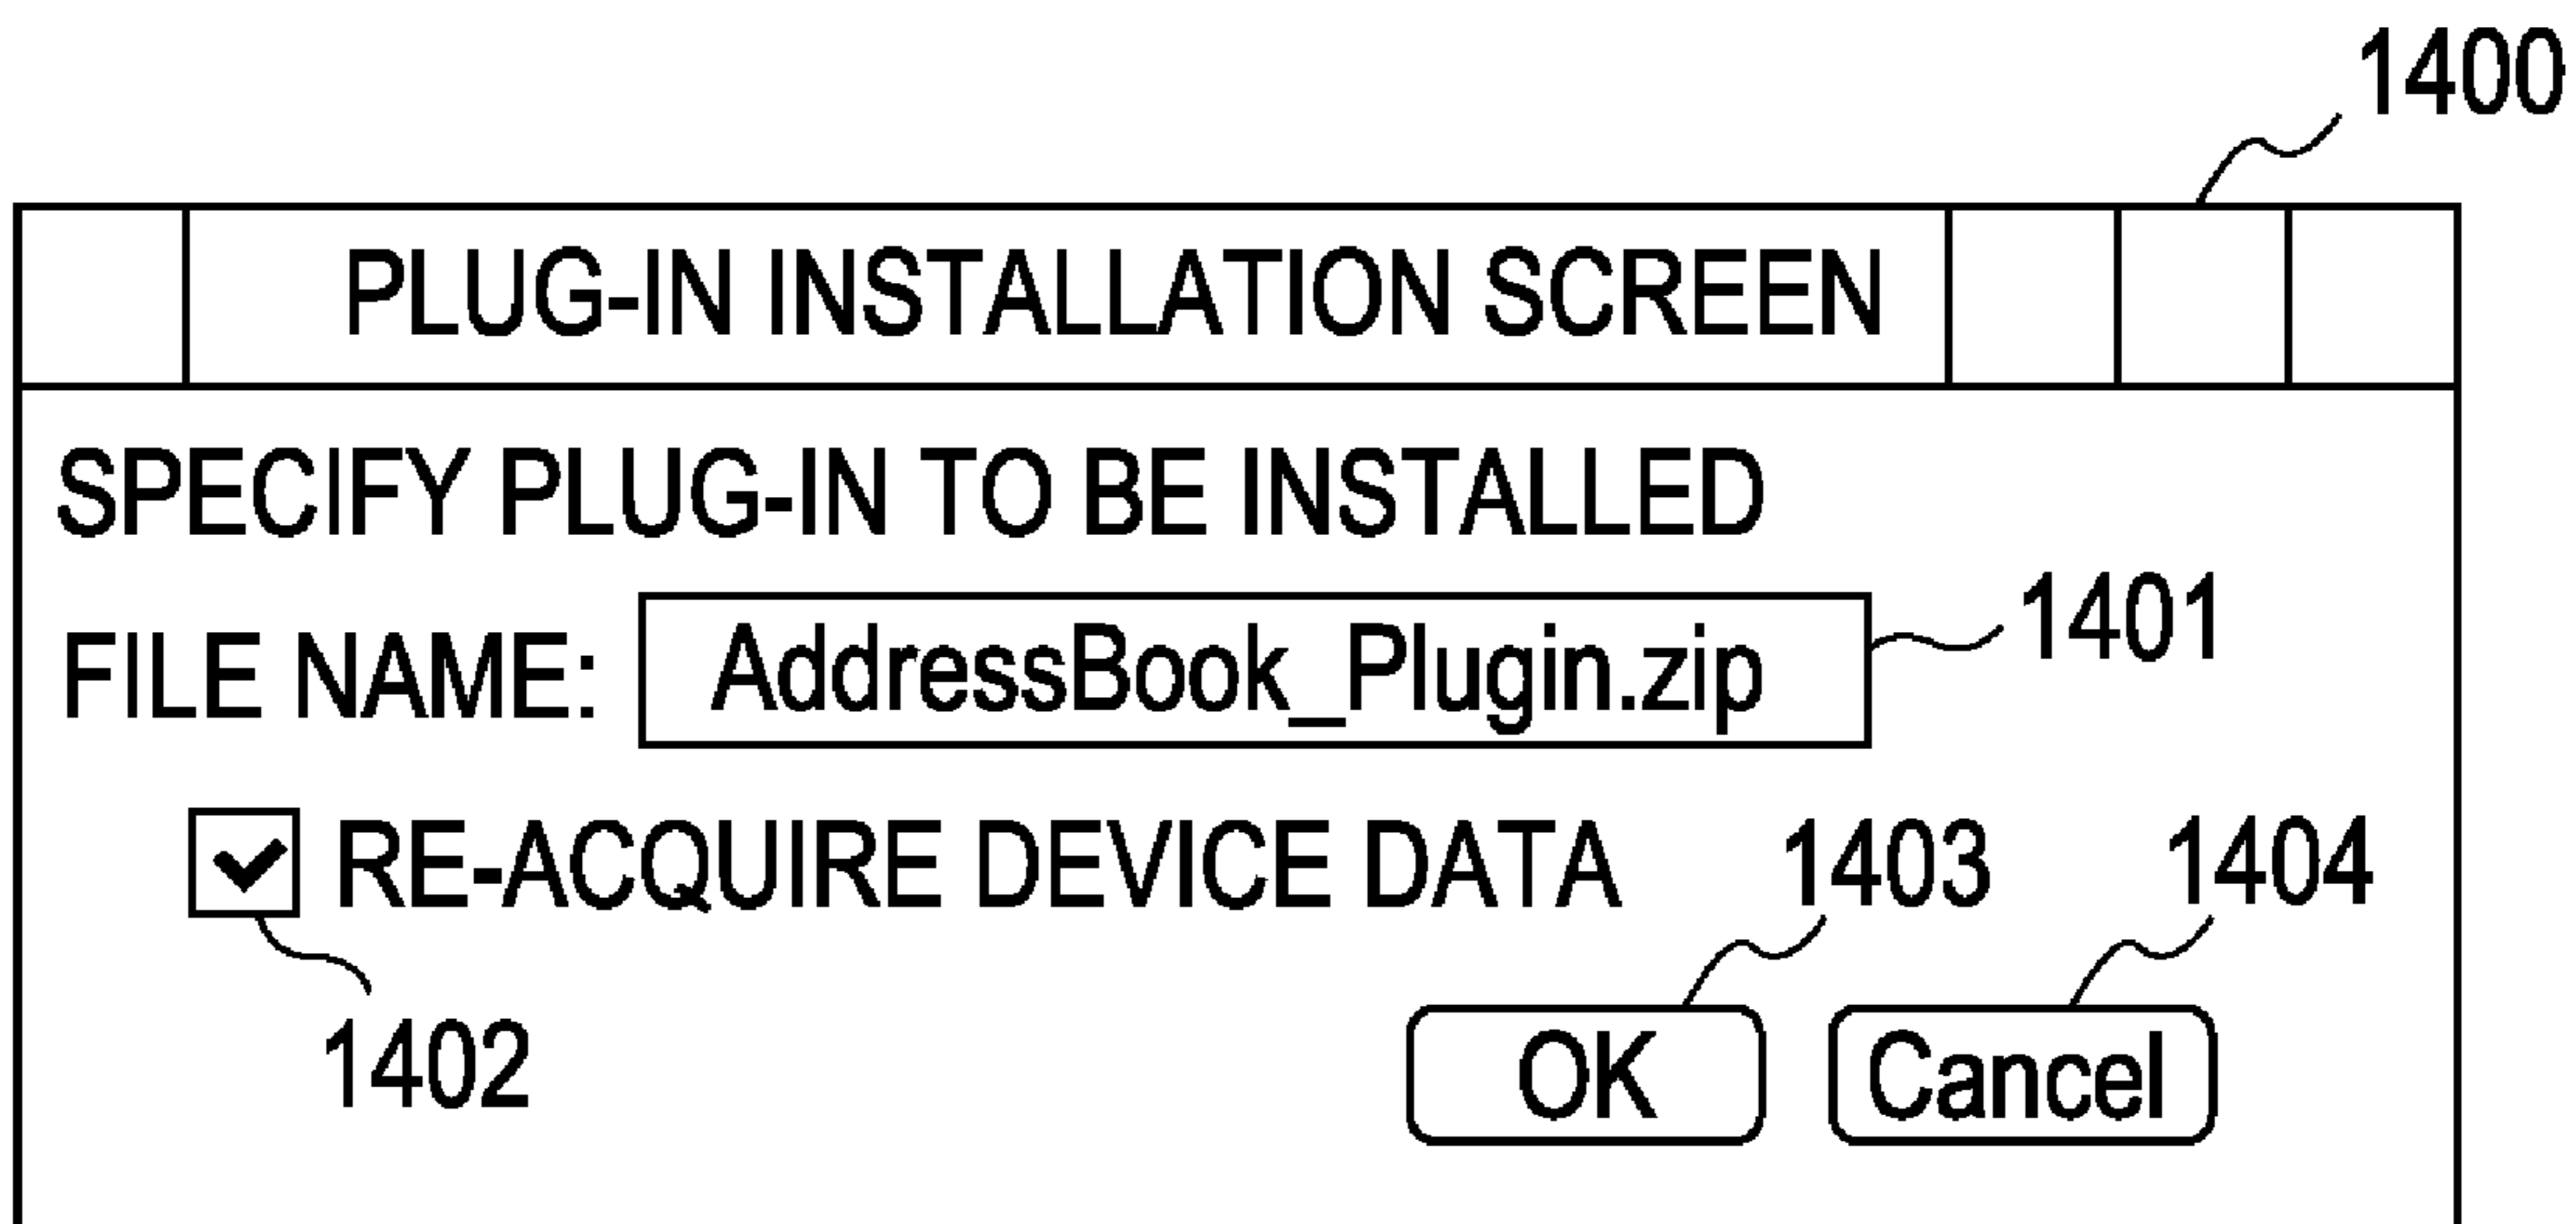 1400
PLUG-IN INSTALLATION SCREEN
SPECIFY PLUG-IN TO BE INSTALLED
FILE NAME: AddressBook_Plugin.zip 1401
RE-ACQUIRE DEVICE DATA 1403 1404
1402 OK Cancel